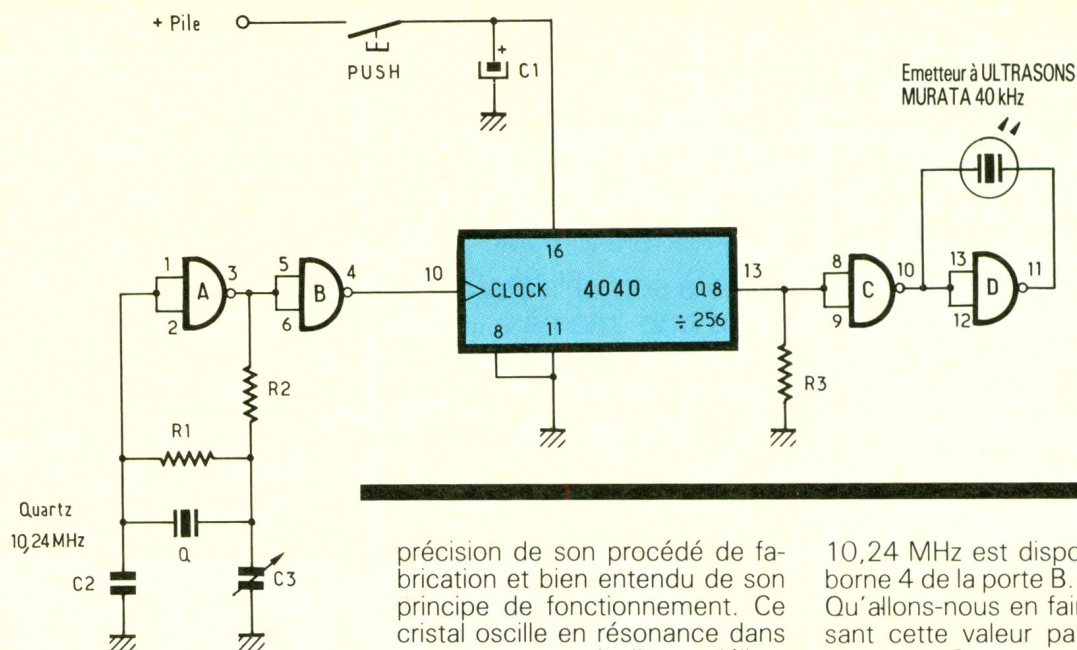 + Pile
PUSH
+
C1
Emetteur à ULTRASONS
MURATA 40 kHz
1
2
A
3
5
6
B
4
10
16
CLOCK 4040 Q8
÷ 256
8 11
13
8
9
C
10
13
12
D
11
R2
R1
R3
Quartz
10,24 MHz
Q
C2
C3
précision de son procédé de fa-
brication et bien entendu de son
principe de fonctionnement. Ce
cristal oscille en résonance dans
10,24 MHz est dispo
borne 4 de la porte B.
Qu'allons-nous en fair
sant cette valeur pa